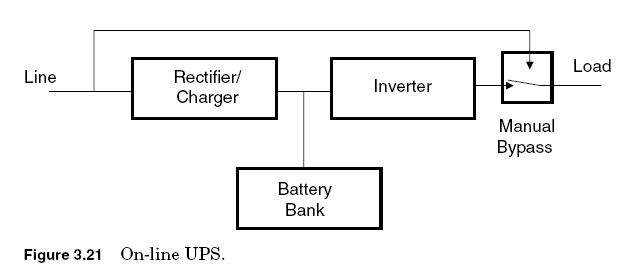 Line
Rectifier/
Charger
Inverter
Load
Manual
Bypass
Battery
Bank
Figure 3.21 On-line UPS.